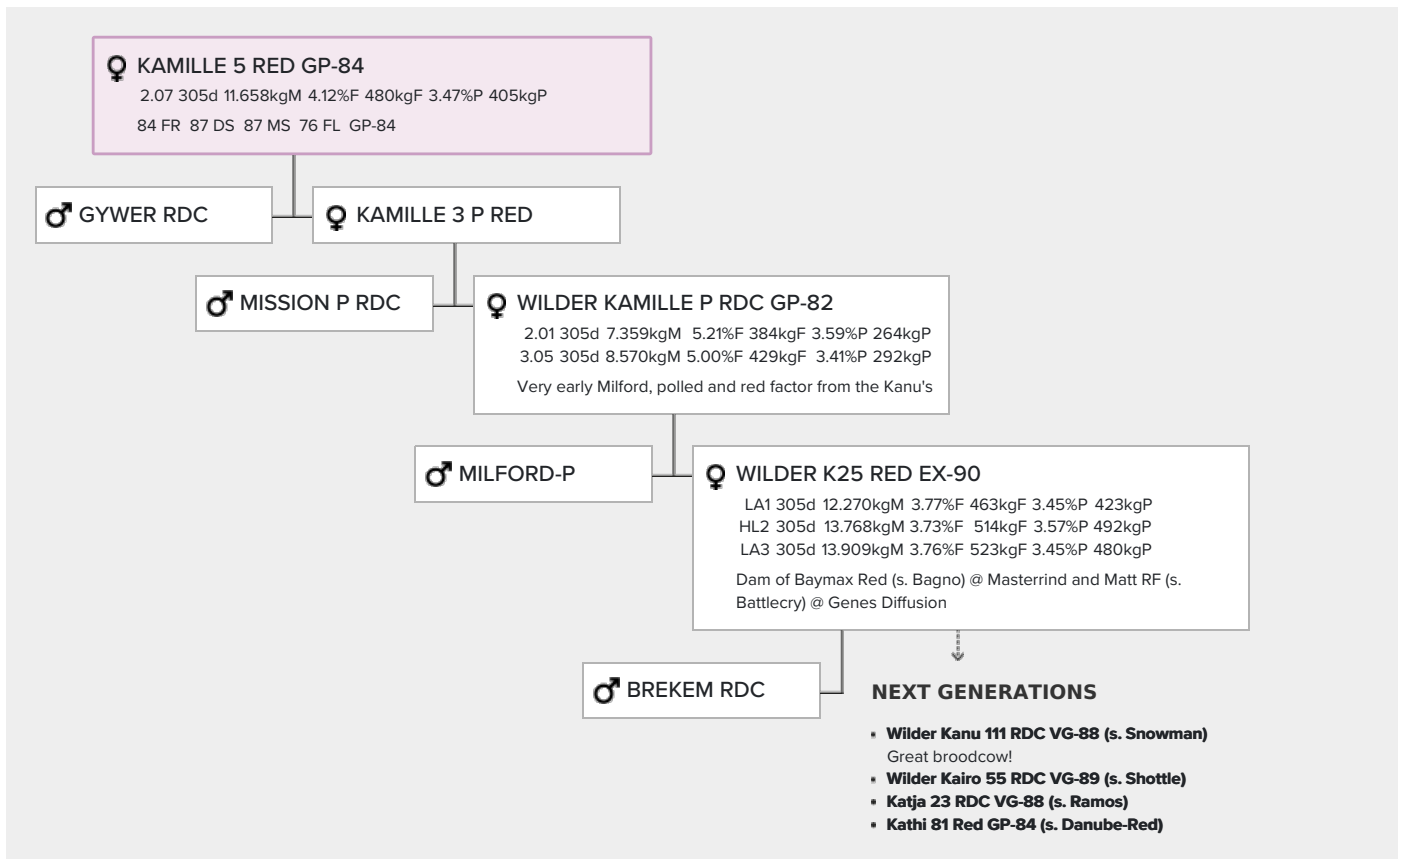 KAMILLE 5 RED GP-84
2.07 305d 11.658kgM 4.12%F 480kgF 3.47%P 405kgP
84 FR 87 DS 87 MS 76 FL GP-84
GYWER RDC
KAMILLE 3 P RED
MISSION P RDC
WILDER KAMILLE P RDC GP-82
2.01 305d 7.359kgM 5.21%F 384kgF 3.59%P 264kgP
3.05 305d 8.570kgM 5.00%F 429kgF 3.41%P 292kgP
Very early Milford, polled and red factor from the Kanu's
MILFORD-P
WILDER K25 RED EX-90
LA1 305d 12.270kgM 3.77%F 463kgF 3.45%P 423kgP
HL2 305d 13.768kgM 3.73%F 514kgF 3.57%P 492kgP
LA3 305d 13.909kgM 3.76%F 523kgF 3.45%P 480kgP
Dam of Baymax Red (s. Bagno) @ Masterrind and Matt RF (s.
Battlecry) @ Genes Diffusion
BREKEM RDC
NEXT GENERATIONS
▪ Wilder Kanu 111 RDC VG-88 (s. Snowman)
Great broodcow!
▪ Wilder Kairo 55 RDC VG-89 (s. Shottle)
▪ Katja 23 RDC VG-88 (s. Ramos)
▪ Kathi 81 Red GP-84 (s. Danube-Red)